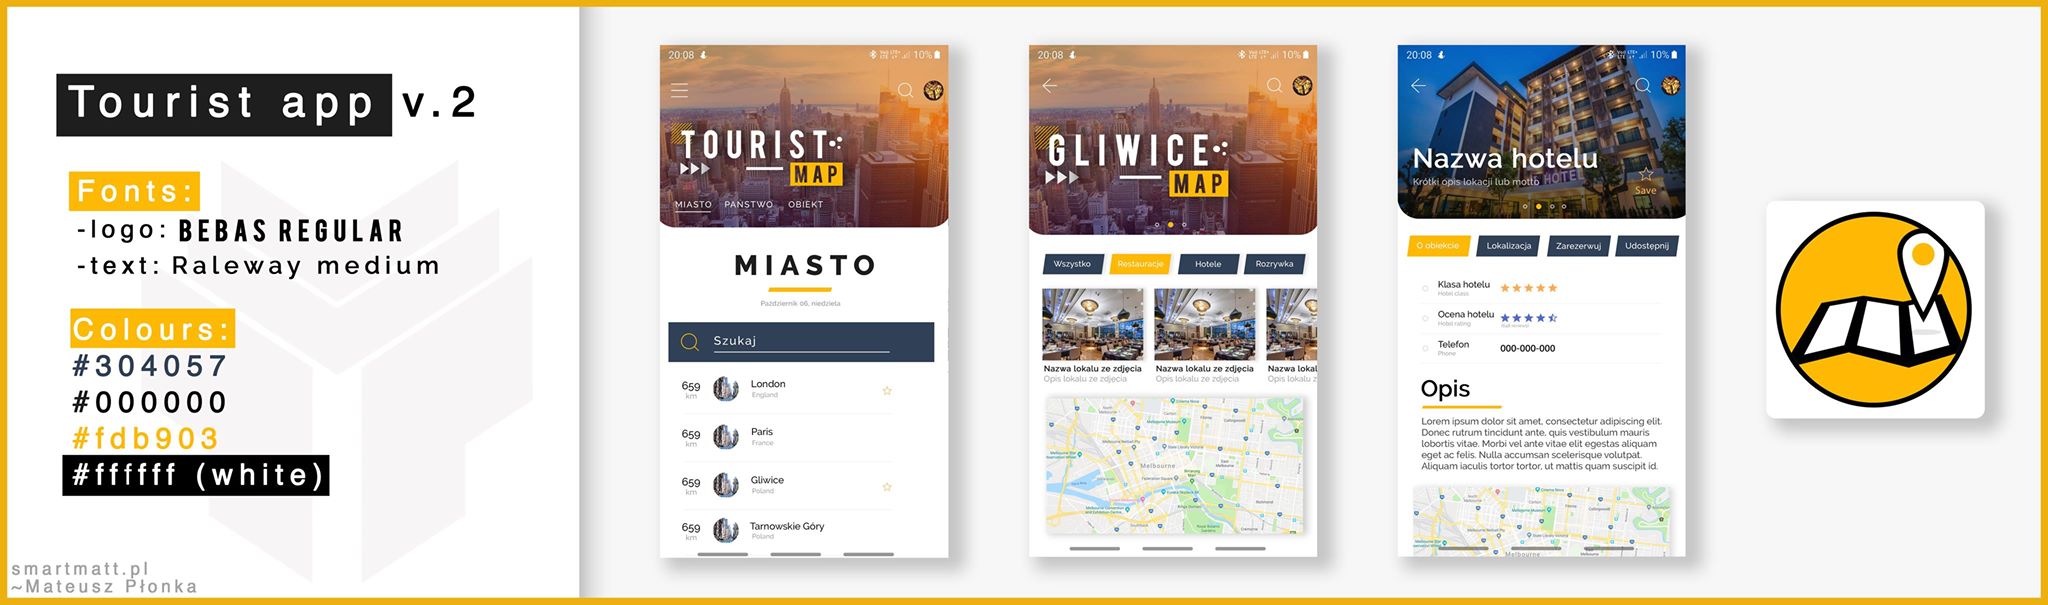 Tourist app v.2
Fonts:
-logo: BEBAS REGULAR
-text: Raleway medium
Colours:
#304057
#000000
#fdb903
#ffffff (white)
smartmatt.pl
~Mateusz Płonka
20:08
10%
TOURIST
MAP
MIASTO PAŃSTWO OBIEKT
MIASTO
Październik 06, niedziela
Szukaj
659 km London
England
659 km Paris
France
659 km Gliwice
Poland
659 km Tarnowskie Góry
Poland
20:08
10%
GLIWICE
MAP
Wszystko Restauracje Hotele Rozrywka
Nazwa lokalu ze zdjęcia Nazwa lokalu ze zdjęcia Nazwa
Opis lokalu ze zdjęcia Opis lokalu ze zdjęcia Opis lok
Melbourne
20:08
10%
HOTEL
Nazwa hotelu
Krótki opis lokacji lub motto
Save
O obiekcie Lokalizacja Zarezerwuj Udostępnij
Klasa hotelu
Hotel class
Ocena hotelu
Hotel rating
Telefon 000-000-000
Phone
Opis
Lorem ipsum dolor sit amet, consectetur adipiscing elit.
Donec rutrum tincidunt ante, quis vestibulum mauris
lobortis vitae. Morbi vel ante vitae elit egestas aliquam
eget ac felis. Nulla accumsan scelerisque volutpat.
Aliquam iaculis tortor tortor, ut mattis quam suscipit id.